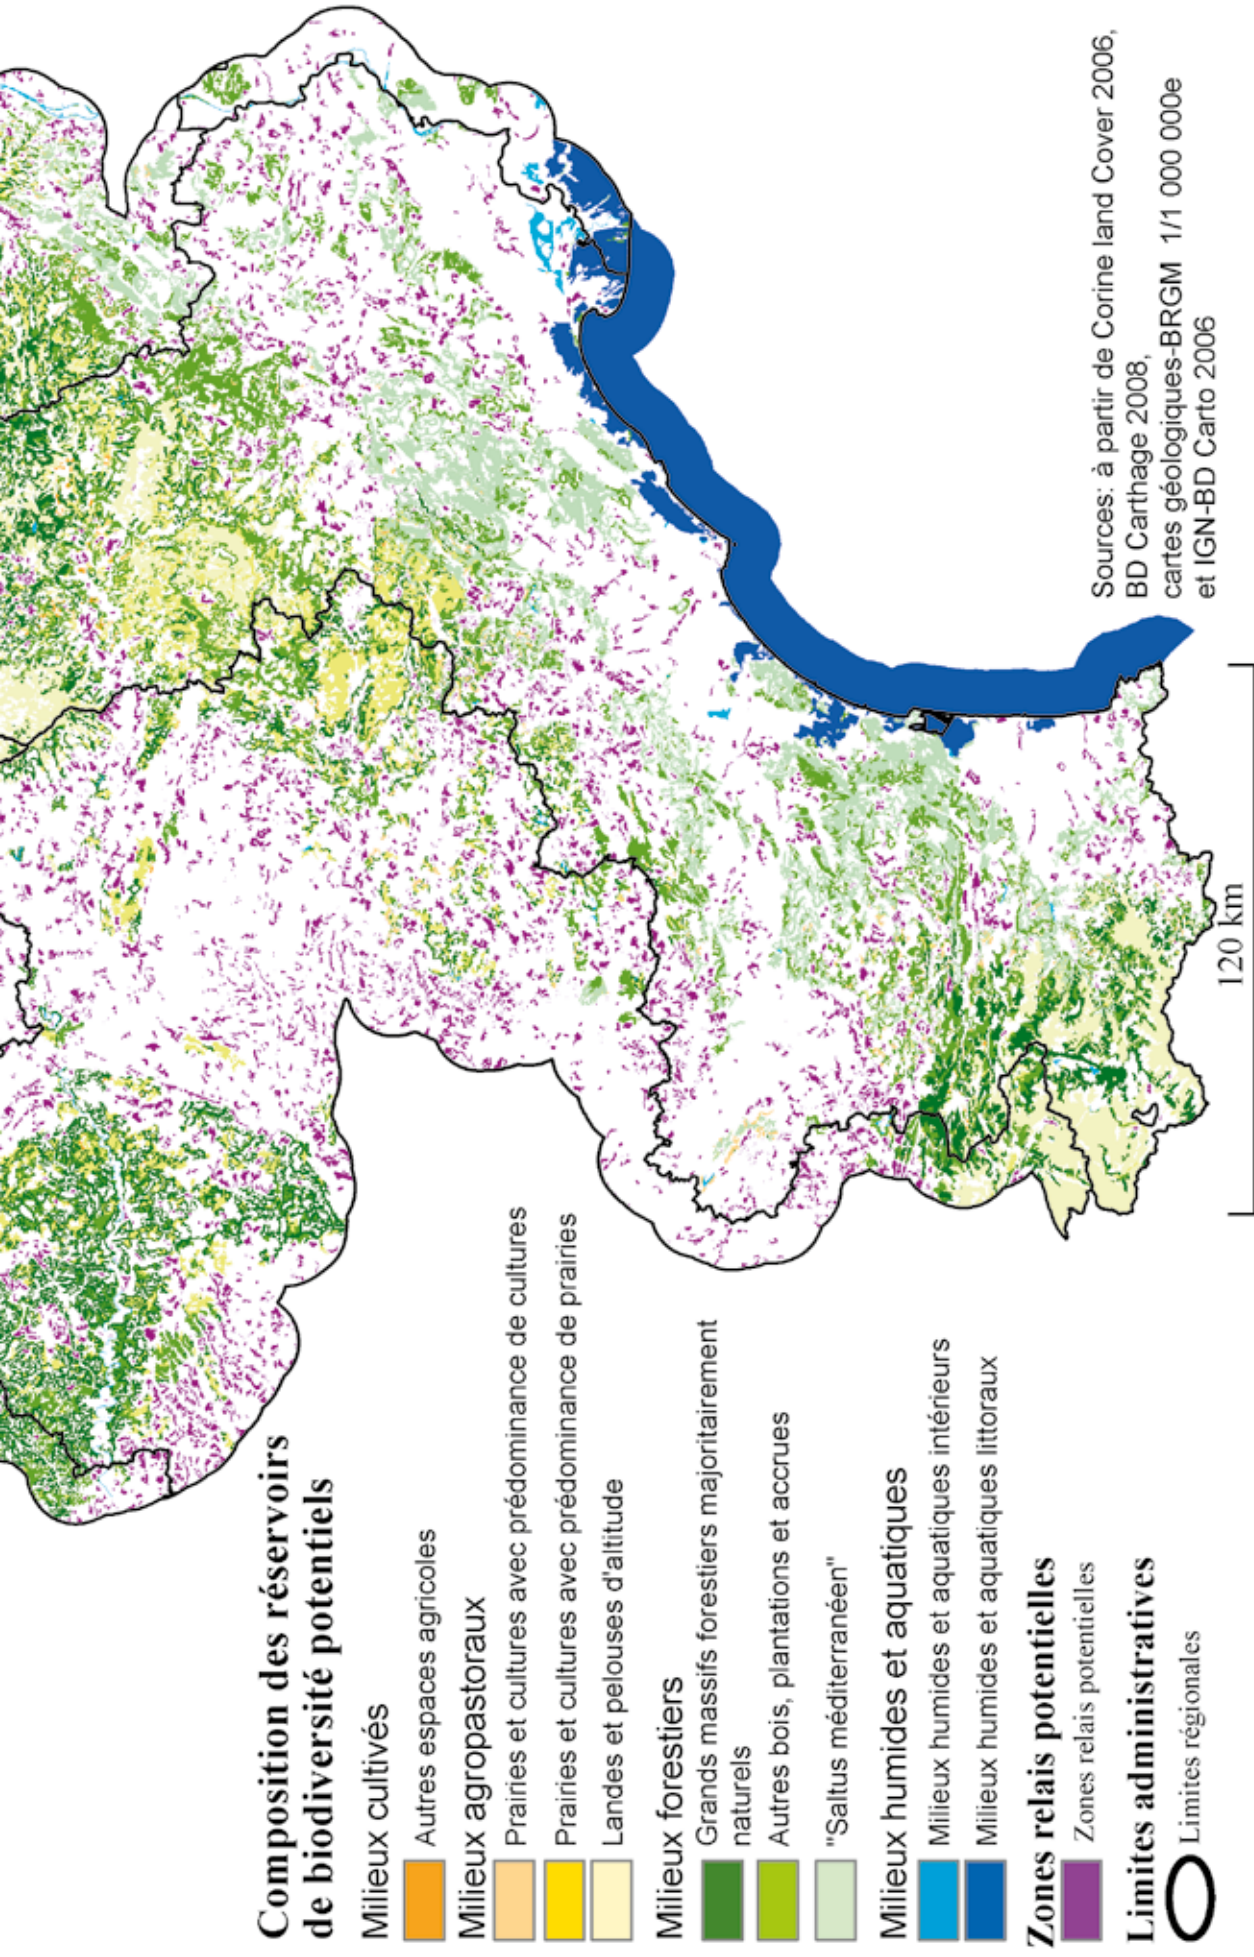 Composition des réservoirs
de biodiversité potentiels
Milieux cultivés
Autres espaces agricoles
Milieux agropastoraux
Prairies et cultures avec prédominance de cultures
Prairies et cultures avec prédominance de prairies
Landes et pelouses d'altitude
Milieux forestiers
Grands massifs forestiers majoritairement
naturels
Autres bois, plantations et accrues
"Saltus méditerranéen"
Milieux humides et aquatiques
Milieux humides et aquatiques intérieurs
Milieux humides et aquatiques littoraux
Zones relais potentielles
Zones relais potentielles
Limites administratives
Limites régionales
120 km
Sources: à partir de Corine land Cover 2006,
BD Carthage 2008,
cartes géologiques-BRGM 1/1 000 000e
et IGN-BD Carto 2006